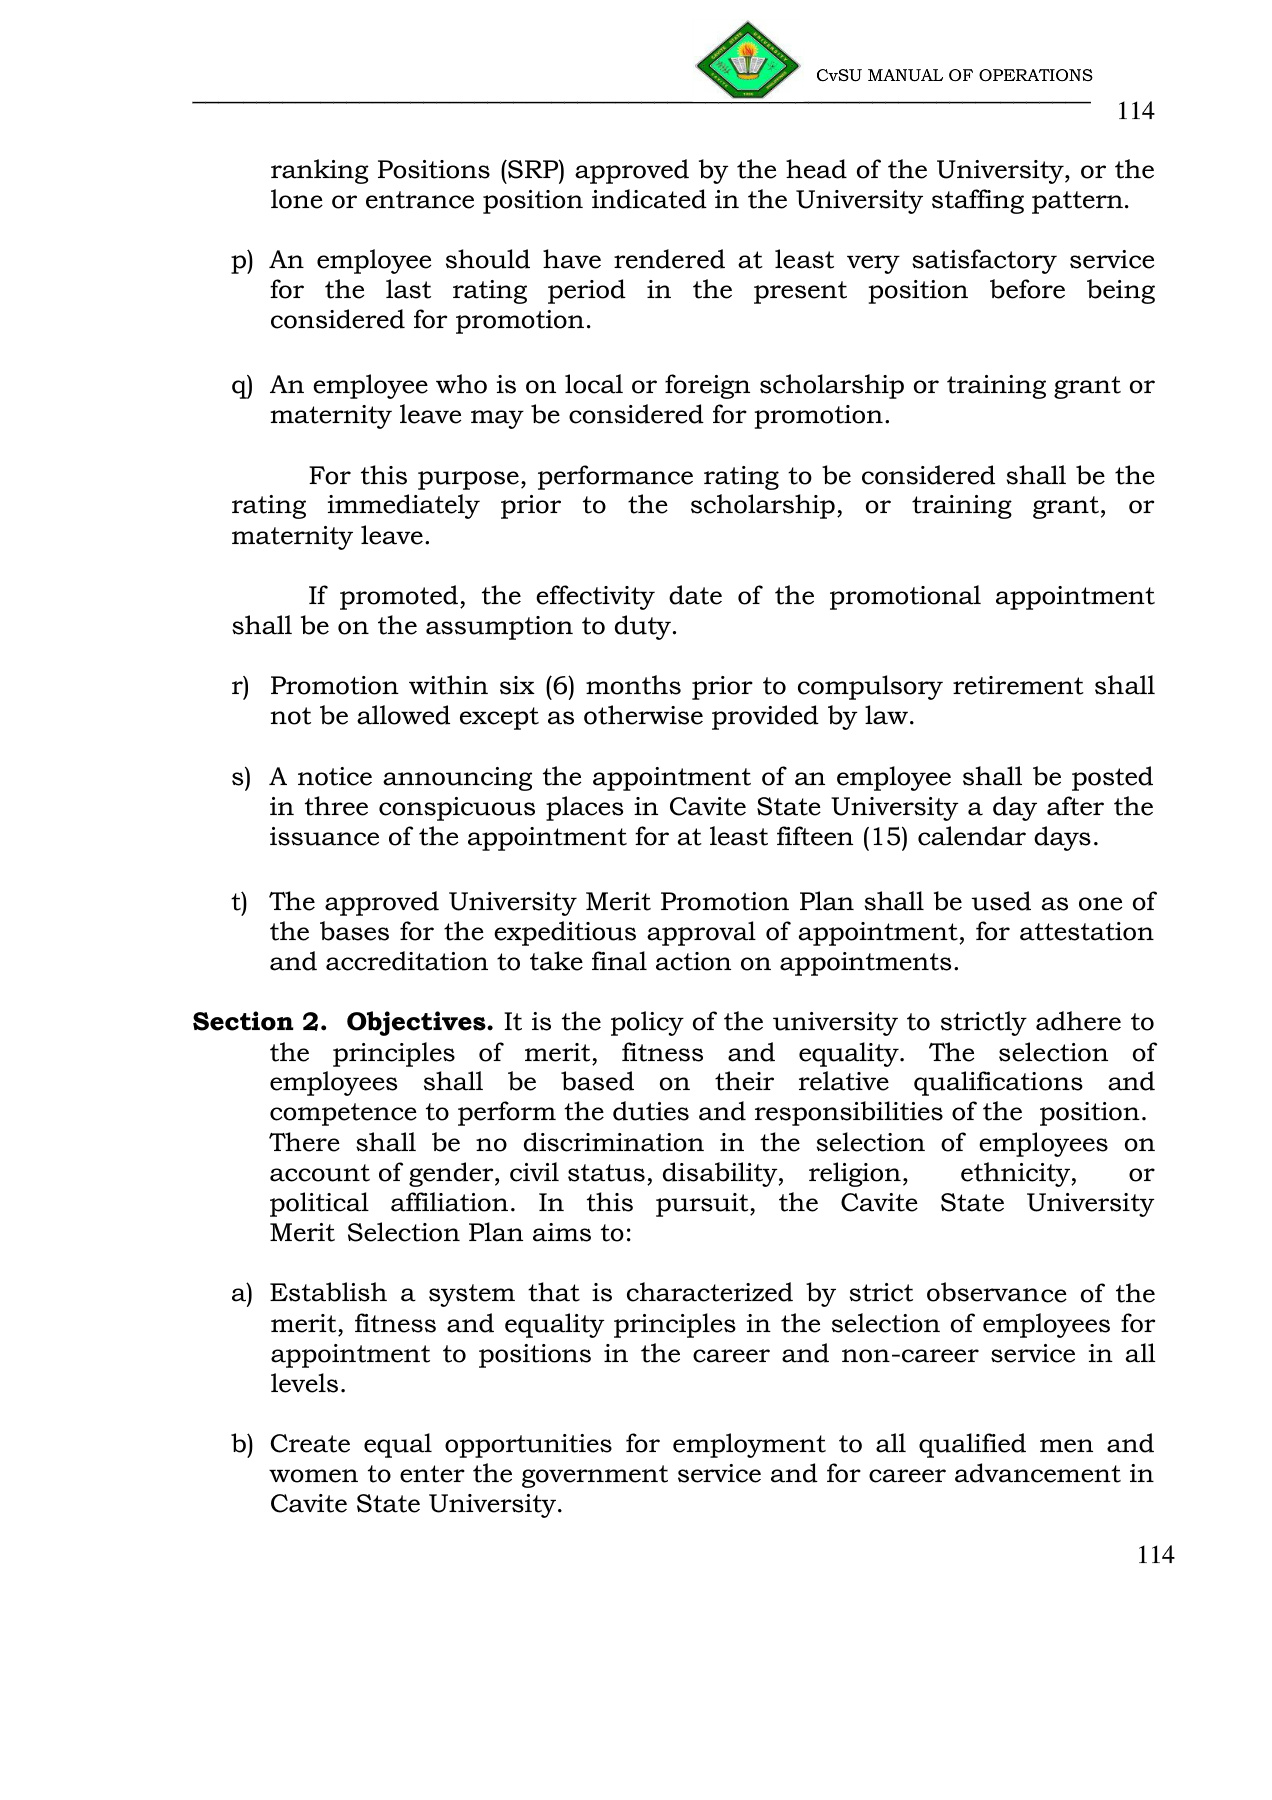 CvSU MANUAL OF OPERATIONS
114
ranking Positions (SRP) approved by the head of the University, or the
lone or entrance position indicated in the University staffing pattern.
p) An employee should have rendered at least very satisfactory service
for the last rating period in the present position before being
considered for promotion.
q) An employee who is on local or foreign scholarship or training grant or
maternity leave may be considered for promotion.
For this purpose, performance rating to be considered shall be the
rating immediately prior to the scholarship, or training grant, or
maternity leave.
If promoted, the effectivity date of the promotional appointment
shall be on the assumption to duty.
r) Promotion within six (6) months prior to compulsory retirement shall
not be allowed except as otherwise provided by law.
s) A notice announcing the appointment of an employee shall be posted
in three conspicuous places in Cavite State University a day after the
issuance of the appointment for at least fifteen (15) calendar days.
t) The approved University Merit Promotion Plan shall be used as one of
the bases for the expeditious approval of appointment, for attestation
and accreditation to take final action on appointments.
Section 2. Objectives. It is the policy of the university to strictly adhere to
the principles of merit, fitness and equality. The selection of
employees shall be based on their relative qualifications and
competence to perform the duties and responsibilities of the position.
There shall be no discrimination in the selection of employees on
account of gender, civil status, disability, religion, ethnicity, or
political affiliation. In this pursuit, the Cavite State University
Merit Selection Plan aims to:
a) Establish a system that is characterized by strict observance of the
merit, fitness and equality principles in the selection of employees for
appointment to positions in the career and non-career service in all
levels.
b) Create equal opportunities for employment to all qualified men and
women to enter the government service and for career advancement in
Cavite State University.
114